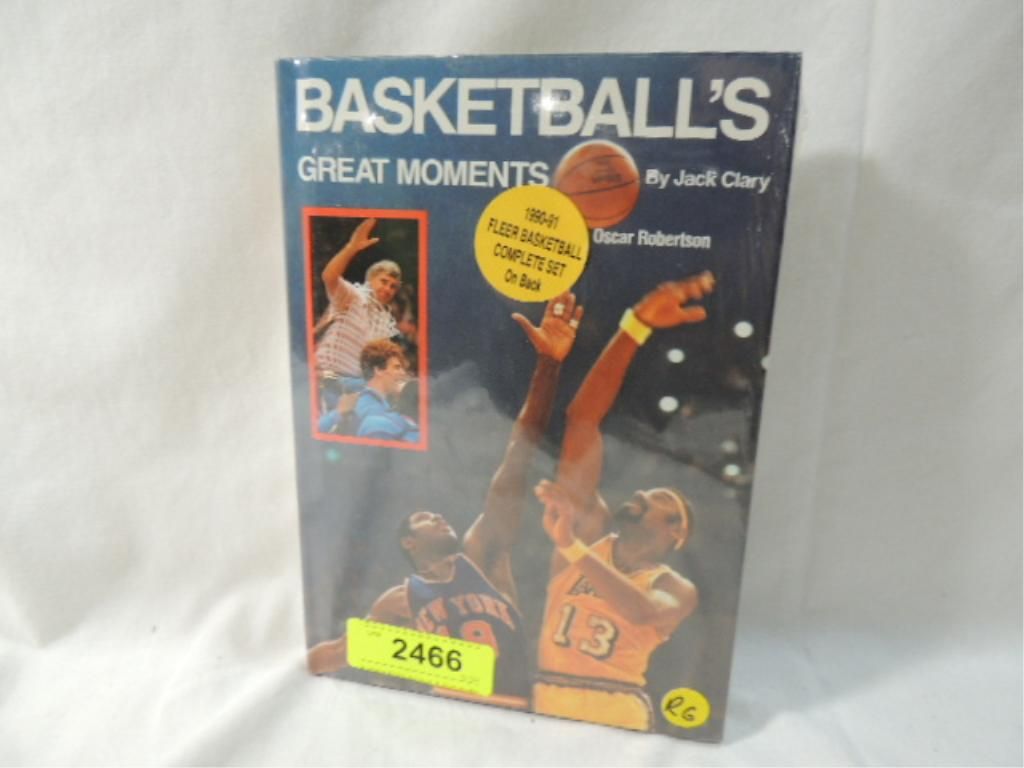 BASKETBALL'S
GREAT MOMENTS
By Jack Clary
1990-91
FLEER BASKETBALL
COMPLETE SET
On Back
Oscar Robertson
NEW YORK
13
2466
RG